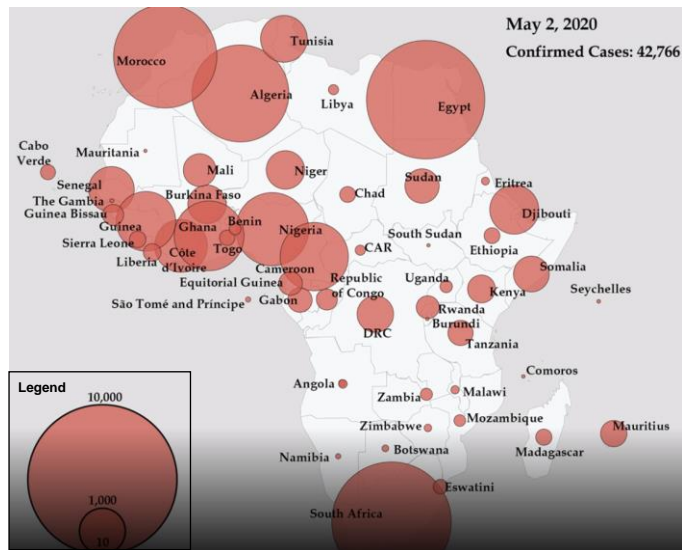 May 2, 2020
Confirmed Cases: 42,766
Tunisia
Morocco
Algeria
Libya
Egypt
Cabo
Verde
Mauritania
Mali
Niger
Chad
Sudan
Eritrea
Senegal
The Gambia
Guinea Bissau
Burkina Faso
Djibouti
Guinea
Ghana
Benin
Nigeria
South Sudan
Sierra Leone
Togo
CAR
Ethiopia
Liberia
Côte
d'Ivoire
Cameroon
Somalia
Equitorial Guinea
Republic
of Congo
Uganda
Kenya
Seychelles
São Tomé and Príncipe
Gabon
Rwanda
Burundi
DRC
Tanzania
Comoros
Angola
Zambia
Malawi
Mozambique
Zimbabwe
Mauritius
Madagascar
Namibia
Botswana
Eswatini
South Africa
Legend
10,000
1,000
10